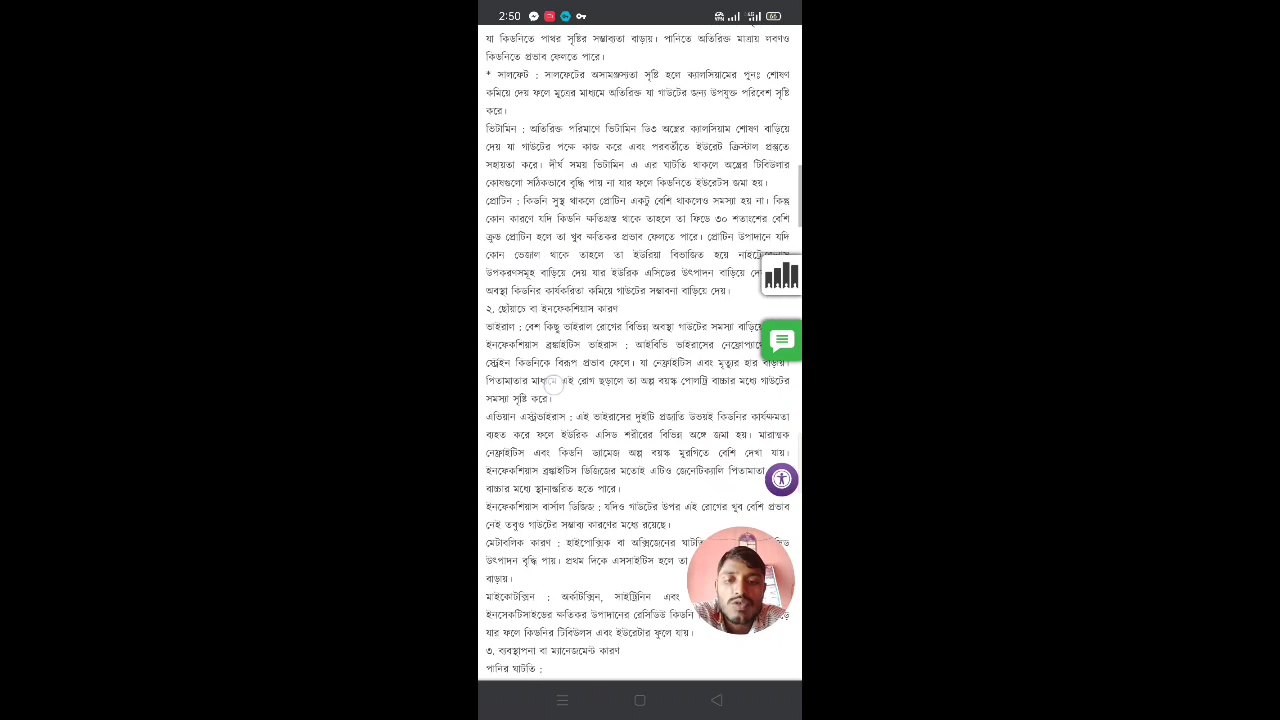 2:50
65
যা কিডনিতে পাথর সৃষ্টির সম্ভাব্যতা বাড়ায়। পানিতে অতিরিক্ত মাত্রায় লবণও
কিডনিতে প্রভাব ফেলতে পারে।
* সালফেট : সালফেটের অসামঞ্জস্যতা সৃষ্টি হলে ক্যালসিয়ামের পুনঃ শোষণ
কমিয়ে দেয় ফলে মুত্রের মাধ্যমে অতিরিক্ত যা গাউটের জন্য উপযুক্ত পরিবেশ সৃষ্টি
করে।
ভিটামিন : অতিরিক্ত পরিমাণে ভিটামিন ডি৩ অন্ত্রের ক্যালসিয়াম শোষণ বাড়িয়ে
দেয় যা গাউটের পক্ষে কাজ করে এবং পরবর্তীতে ইউরেট ক্রিস্টাল প্রস্তুতে
সহায়তা করে। দীর্ঘ সময় ভিটামিন এ এর ঘাটতি থাকলে অন্ত্রের টিবিউলার
কোষগুলো সঠিকভাবে বৃদ্ধি পায় না যার ফলে কিডনিতে ইউরেটস জমা হয়।
প্রোটিন : কিডনি সুস্থ থাকলে প্রোটিন একটু বেশি থাকলেও সমস্যা হয় না। কিন্তু
কোন কারণে যদি কিডনি ক্ষতিগ্রস্ত থাকে তাহলে তা ফিডে ৩০ শতাংশের বেশি
ক্রুড প্রোটিন হলে তা খুব ক্ষতিকর প্রভাব ফেলতে পারে। প্রোটিন উপাদানে যদি
কোন ভেজাল থাকে তাহলে তা ইউরিয়া বিভাজিত হয়ে
উপকরণসমূহ বাড়িয়ে দেয় যার ইউরিক এসিডের উৎপাদন বাড়িয়ে
অবস্থা কিডনির কার্যকরিতা কমিয়ে গাউটের সম্ভাবনা বাড়িয়ে দেয়।
২. ছোঁয়াচে বা ইনফেকশিয়াস কারণ
ভাইরাল : বেশ কিছু ভাইরাল রোগের বিভিন্ন অবস্থা গাউটের সমস্যা
ইনফেকশিয়াস ব্রঙ্কাইটিস ভাইরাস : আইবিভি ভাইরাসের
স্ট্রেইন কিডনিকে বিরূপ প্রভাব ফেলে। যা নেফ্রাইটিস এবং মৃত্যুর হার বাড়ায়।
পিতামাতার মাধ্যমে এই রোগ ছড়ালে তা অল্প বয়স্ক পোলট্রি বাচ্চার মধ্যে গাউটের
সমস্যা সৃষ্টি করে।
এভিয়ান এস্ট্রভাইরাস : এই ভাইরাসের দুইটি প্রজাতি উভয়ই কিডনির কার্যক্ষমতা
ব্যহত করে ফলে ইউরিক এসিড শরীরের বিভিন্ন অঙ্গে জমা হয়। মারাত্মক
নেফ্রাইটিস এবং কিডনি ড্যামেজ অল্প বয়স্ক মুরগিতে বেশি দেখা যায়।
ইনফেকশিয়াস ব্রঙ্কাইটিস ডিজিজের মতোই এটিও জেনেটিক্যালি পিতামাতা
বাচ্চার মধ্যে স্থানান্তরিত হতে পারে।
ইনফেকশিয়াস বার্সাল ডিজিজ : যদিও গাউটের উপর এই রোগের খুব বেশি প্রভাব
নেই তবুও গাউটের সম্ভাব্য কারণের মধ্যে রয়েছে।
মেটাবলিক কারণ : হাইপোক্সিক বা অক্সিজেনের
উৎপাদন বৃদ্ধি পায়। প্রথম দিকে এসসাইটিস হলে তা
বাড়ায়।
মাইকোটক্সিন : অর্কটিক্সিন, সাইট্রিনিন এবং
ইনসেকটিসাইডের ক্ষতিকর উপাদানের রেসিডিউ কিডনি
যার ফলে কিডনির টিবিউলস এবং ইউরেটার ফুলে যায়।
৩. ব্যবস্থাপনা বা ম্যানেজমেন্ট কারণ
পানির ঘাটতি :